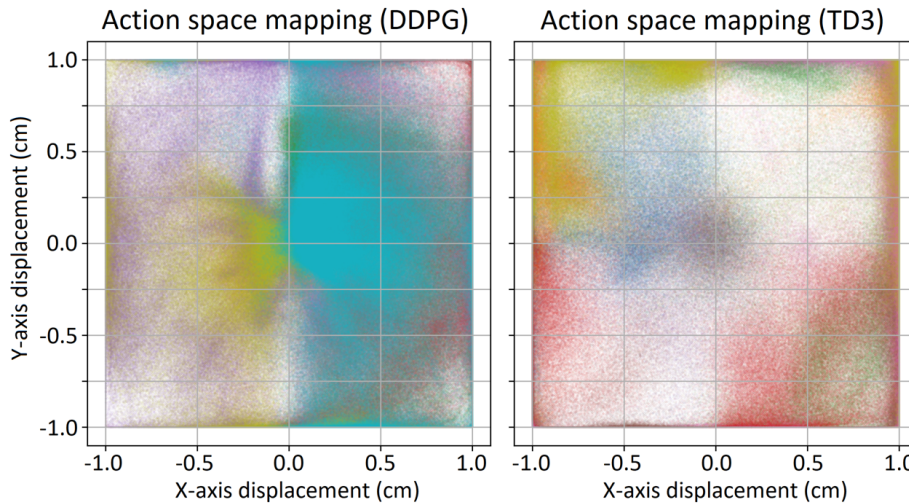 Action space mapping (DDPG)
Action space mapping (TD3)
Y-axis displacement (cm)
1.0
0.5
0.0
-0.5
-1.0
-1.0 -0.5 0.0 0.5 1.0
-1.0 -0.5 0.0 0.5 1.0
X-axis displacement (cm)
X-axis displacement (cm)